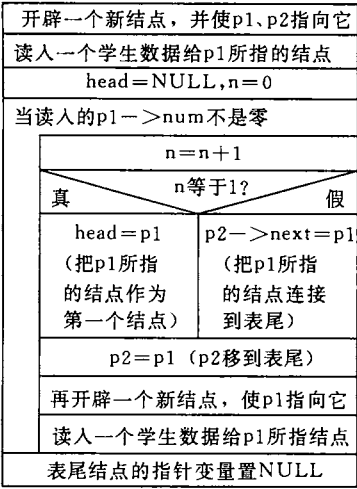 开辟一个新结点，并使p1、p2指向它
读入一个学生数据给p1所指的结点
head=NULL,n=0
当读入的p1->num不是零
n=n+1
n等于1?
真
假
head=p1
(把p1所指
的结点作为
第一个结点)
p2->next=p1
(把p1所指
的结点连接
到表尾)
p2=p1 (p2移到表尾)
再开辟一个新结点，使p1指向它
读入一个学生数据给p1所指结点
表尾结点的指针变量置NULL